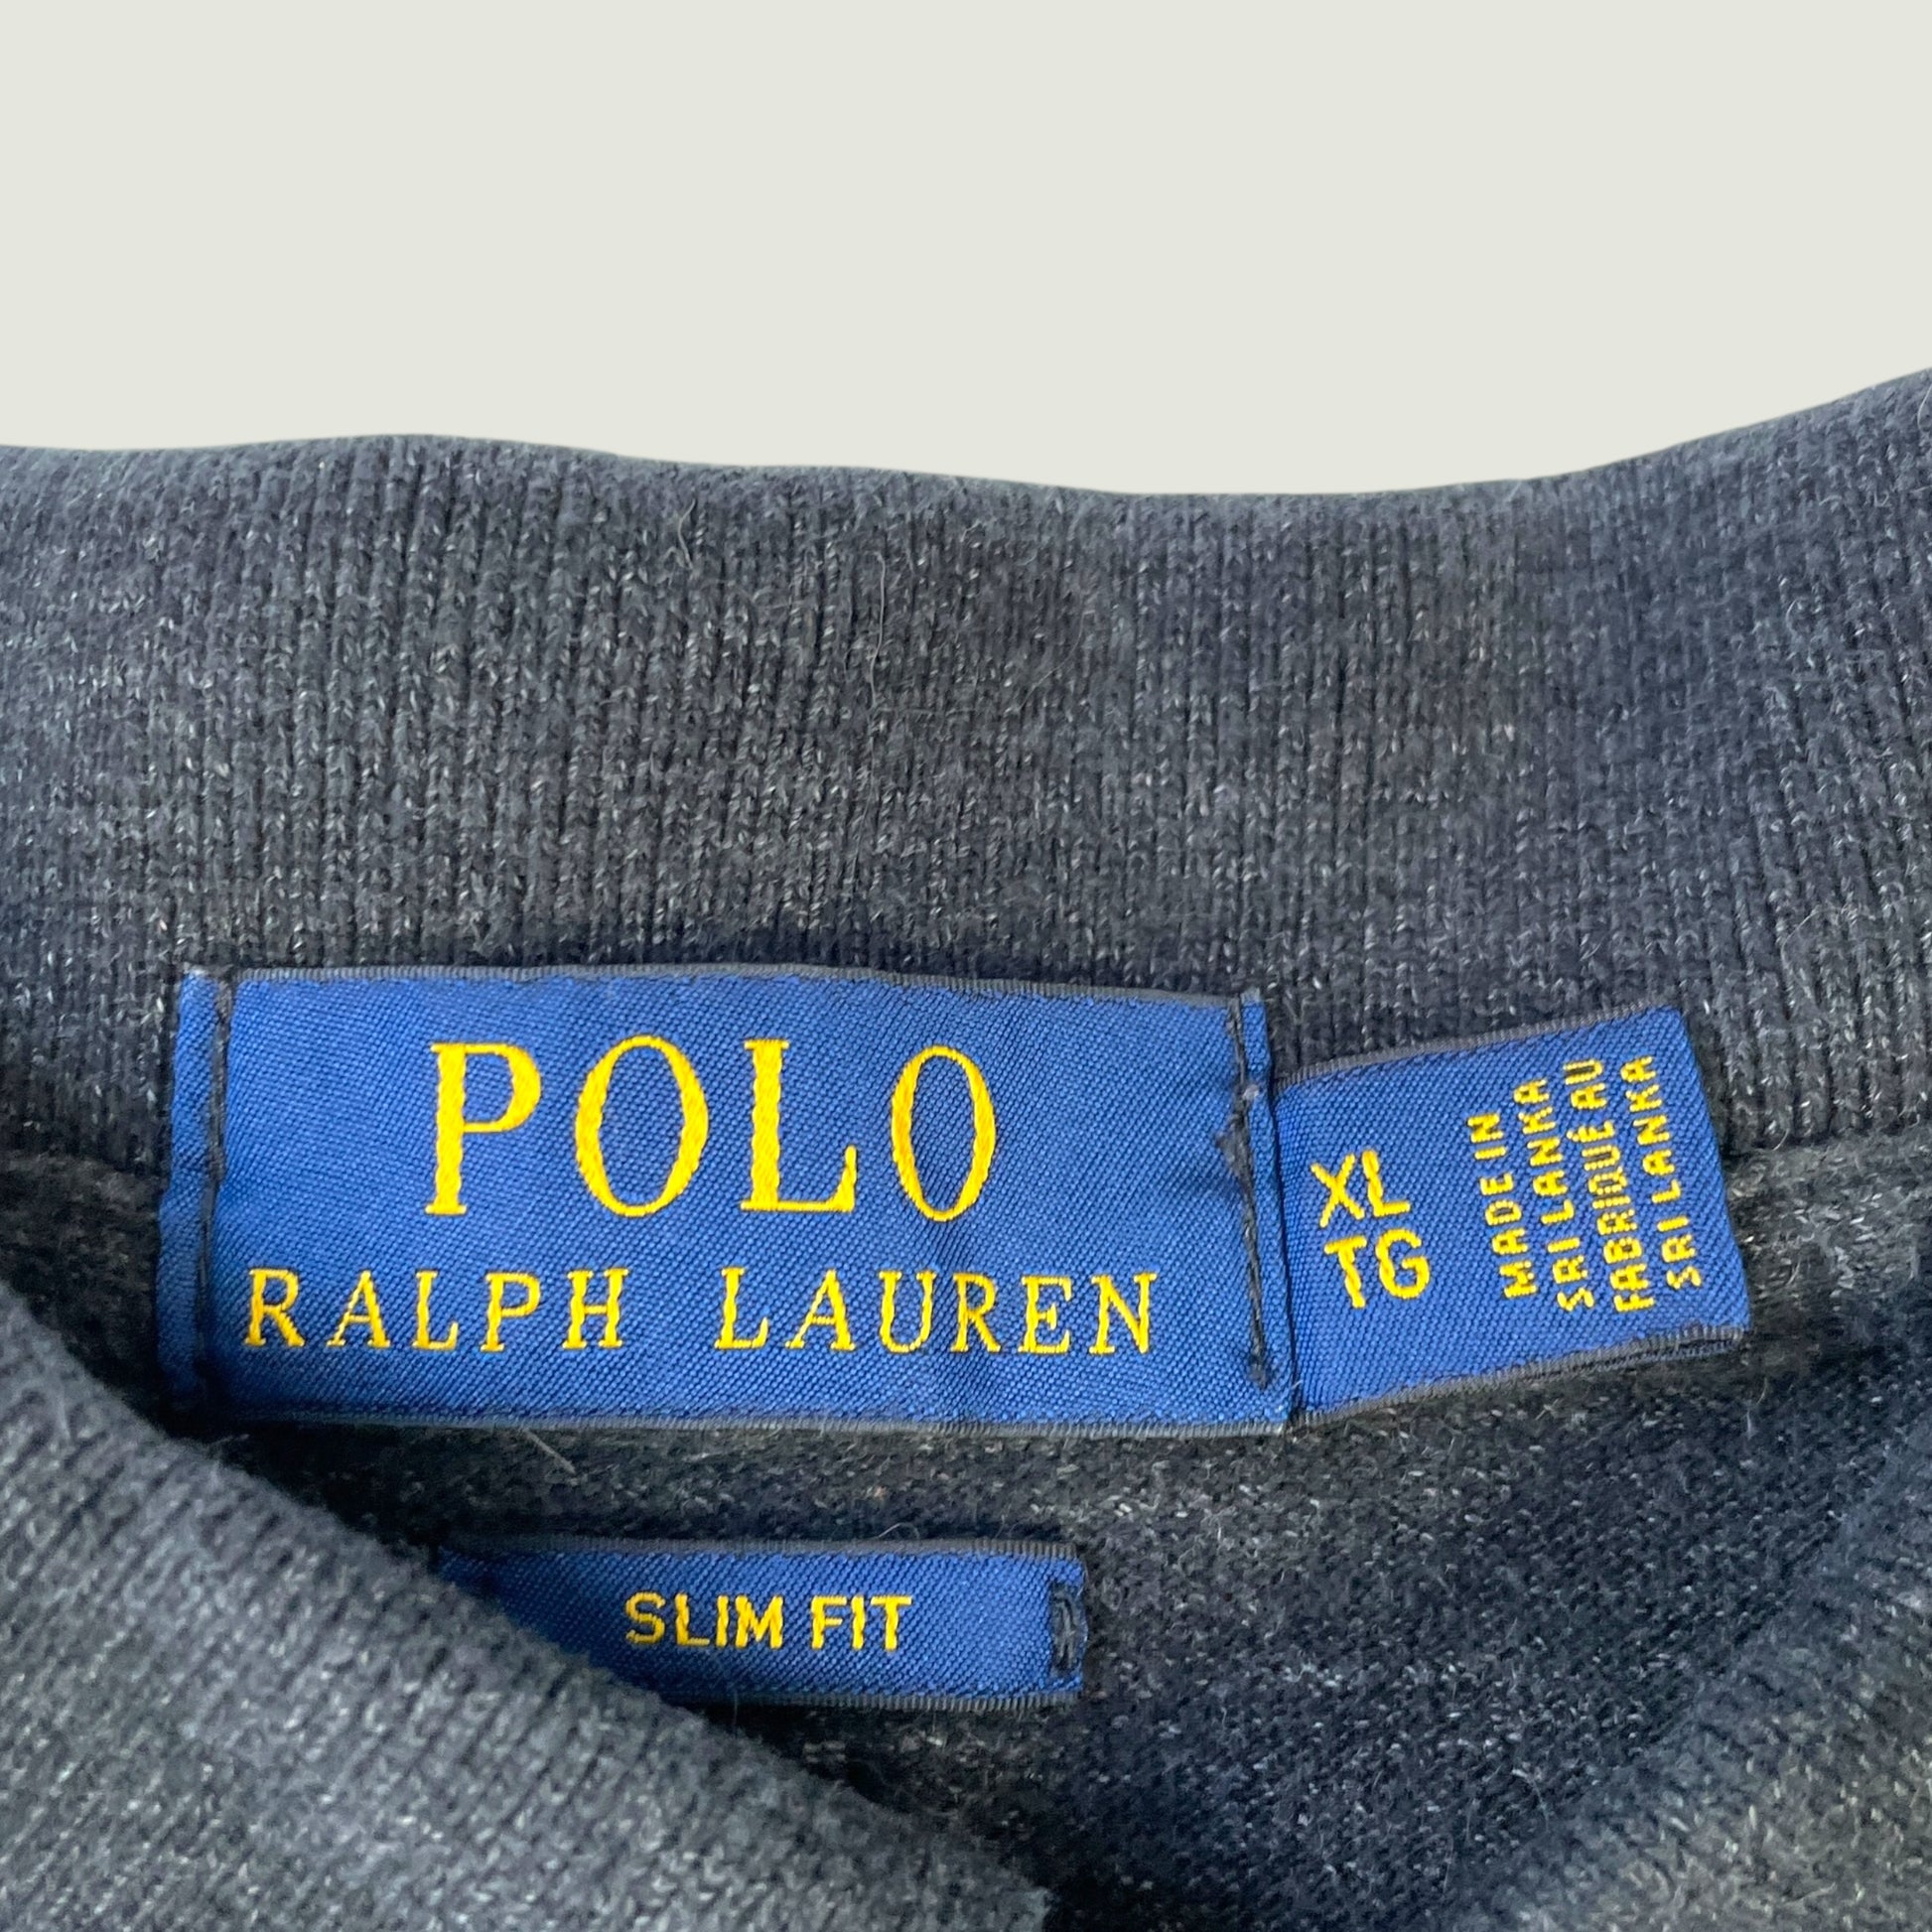 POLO
RALPH LAUREN
XL
TG
MADE IN
SRI LANKA
FABRIQUÉ AU
SRI LANKA
SLIM FIT